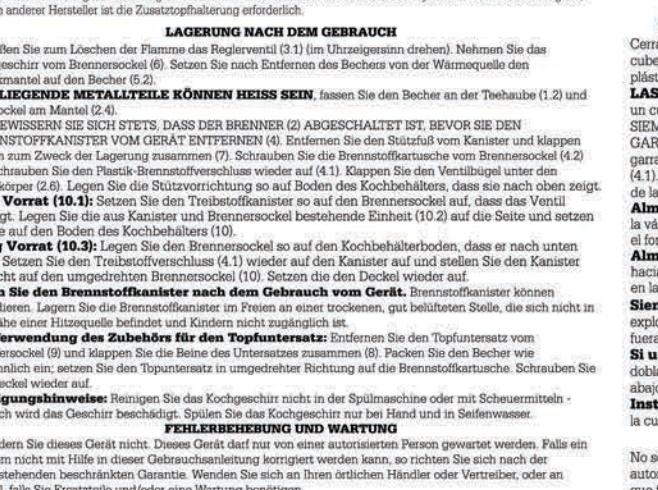 anderer Hersteller ist die Zusatztopfhalterung erforderlich.
LAGERUNG NACH DEM GEBRAUCH
ßen Sie zum Löschen der Flamme das Reglerventil (3.1) (im Uhrzeigersinn drehen). Nehmen Sie das
geschirr vom Brennersockel (6). Setzen Sie nach Entfernen des Bechers von der Wärmequelle den
kmantel auf den Becher (5.2).
LIEGENDE METALLTEILE KÖNNEN HEISS SEIN, fassen Sie den Becher an der Teehaube (1.2) und
ockel am Mantel (2.4).
EWISSERN SIE SICH STETS, DASS DER BRENNER (2) ABGESCHALTET IST, BEVOR SIE DEN
NSTOFFKANISTER VOM GERÄT ENTFERNEN (4). Entfernen Sie den Stützfuß vom Kanister und klappen
n zum Zweck der Lagerung zusammen (7). Schrauben Sie die Brennstoffkartusche vom Brennersockel (4.2)
chrauben Sie den Plastik-Brennstoffverschluss wieder auf (4.1). Klappen Sie den Ventilbügel unter den
körper (2.6). Legen Sie die Stützvorrichtung so auf Boden des Kochbehälters, dass sie nach oben zeigt.
Vorrat (10.1): Setzen Sie den Treibstoffkanister so auf den Brennersockel auf, dass das Ventil
gt. Legen Sie die aus Kanister und Brennersockel bestehende Einheit (10.2) auf die Seite und setzen
e auf den Boden des Kochbehälters (10).
g Vorrat (10.3): Legen Sie den Brennersockel so auf den Kochbehälterboden, dass er nach unten
Setzen Sie den Treibstoffverschluss (4.1) wieder auf den Kanister auf und stellen Sie den Kanister
cht auf den umgedrehten Brennersockel (10). Setzen die den Deckel wieder auf.
n Sie den Brennstoffkanister nach dem Gebrauch vom Gerät. Brennstoffkanister können
dieren. Lagern Sie die Brennstoffkanister im Freien an einer trockenen, gut belüfteten Stelle, die sich nicht in
ähe einer Hitzequelle befindet und Kindern nicht zugänglich ist.
erwendung des Zubehörs für den Topfuntersatz: Entfernen Sie den Topfuntersatz vom
ersockel (9) und klappen Sie die Beine des Untersatzes zusammen (8). Packen Sie den Becher wie
hnlich ein; setzen Sie den Topuntersatz in umgedrehter Richtung auf die Brennstoffkartusche. Schrauben Sie
eckel wieder auf.
igungshinweise: Reinigen Sie das Kochgeschirr nicht in der Spülmaschine oder mit Scheuermitteln -
ch wird das Geschirr beschädigt. Spülen Sie das Kochgeschirr nur bei Hand und in Seifenwasser.
FEHLERBEHEBUNG UND WARTUNG
dern Sie dieses Gerät nicht. Dieses Gerät darf nur von einer autorisierten Person gewartet werden. Falls ein
m nicht mit Hilfe in dieser Gebrauchsanleitung korrigiert werden kann, so richten Sie sich nach der
stehenden beschränkten Garantie. Wenden Sie sich an Ihren örtlichen Händler oder Vertreiber, oder an
falls Sie Ersatzteile und/oder eine Wartung benötigen.
Cerra
cube
plást
LAS
un cu
SIEM
GAR
garra
(4.1).
de la
Alm
la vá
el for
Alm
hacia
en la
Sien
explo
fuera
Si u
dobla
abajo
Inst
la cu
No se
autor
que